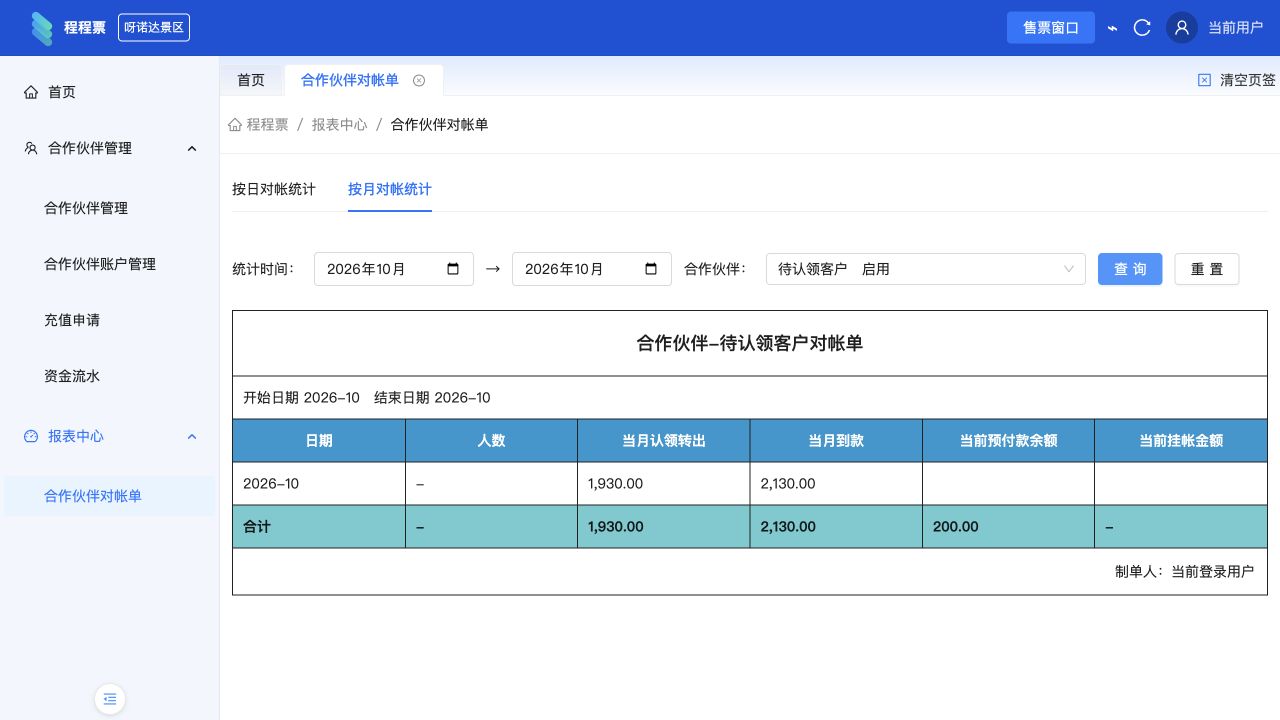 程程票 呀诺达景区 售票窗口 当前用户
首页
合作伙伴管理
合作伙伴管理
合作伙伴账户管理
充值申请
资金流水
报表中心
合作伙伴对帐单
首页 合作伙伴对帐单 清空页签
程程票 / 报表中心 / 合作伙伴对帐单
按日对帐统计 按月对帐统计
统计时间： 2026年10月 → 2026年10月 合作伙伴： 待认领客户 启用 查 询 重 置
合作伙伴–待认领客户对帐单
开始日期 2026–10 结束日期 2026–10
日期 人数 当月认领转出 当月到款 当前预付款余额 当前挂帐金额
2026–10 – 1,930.00 2,130.00
合计 – 1,930.00 2,130.00 200.00 –
制单人：当前登录用户